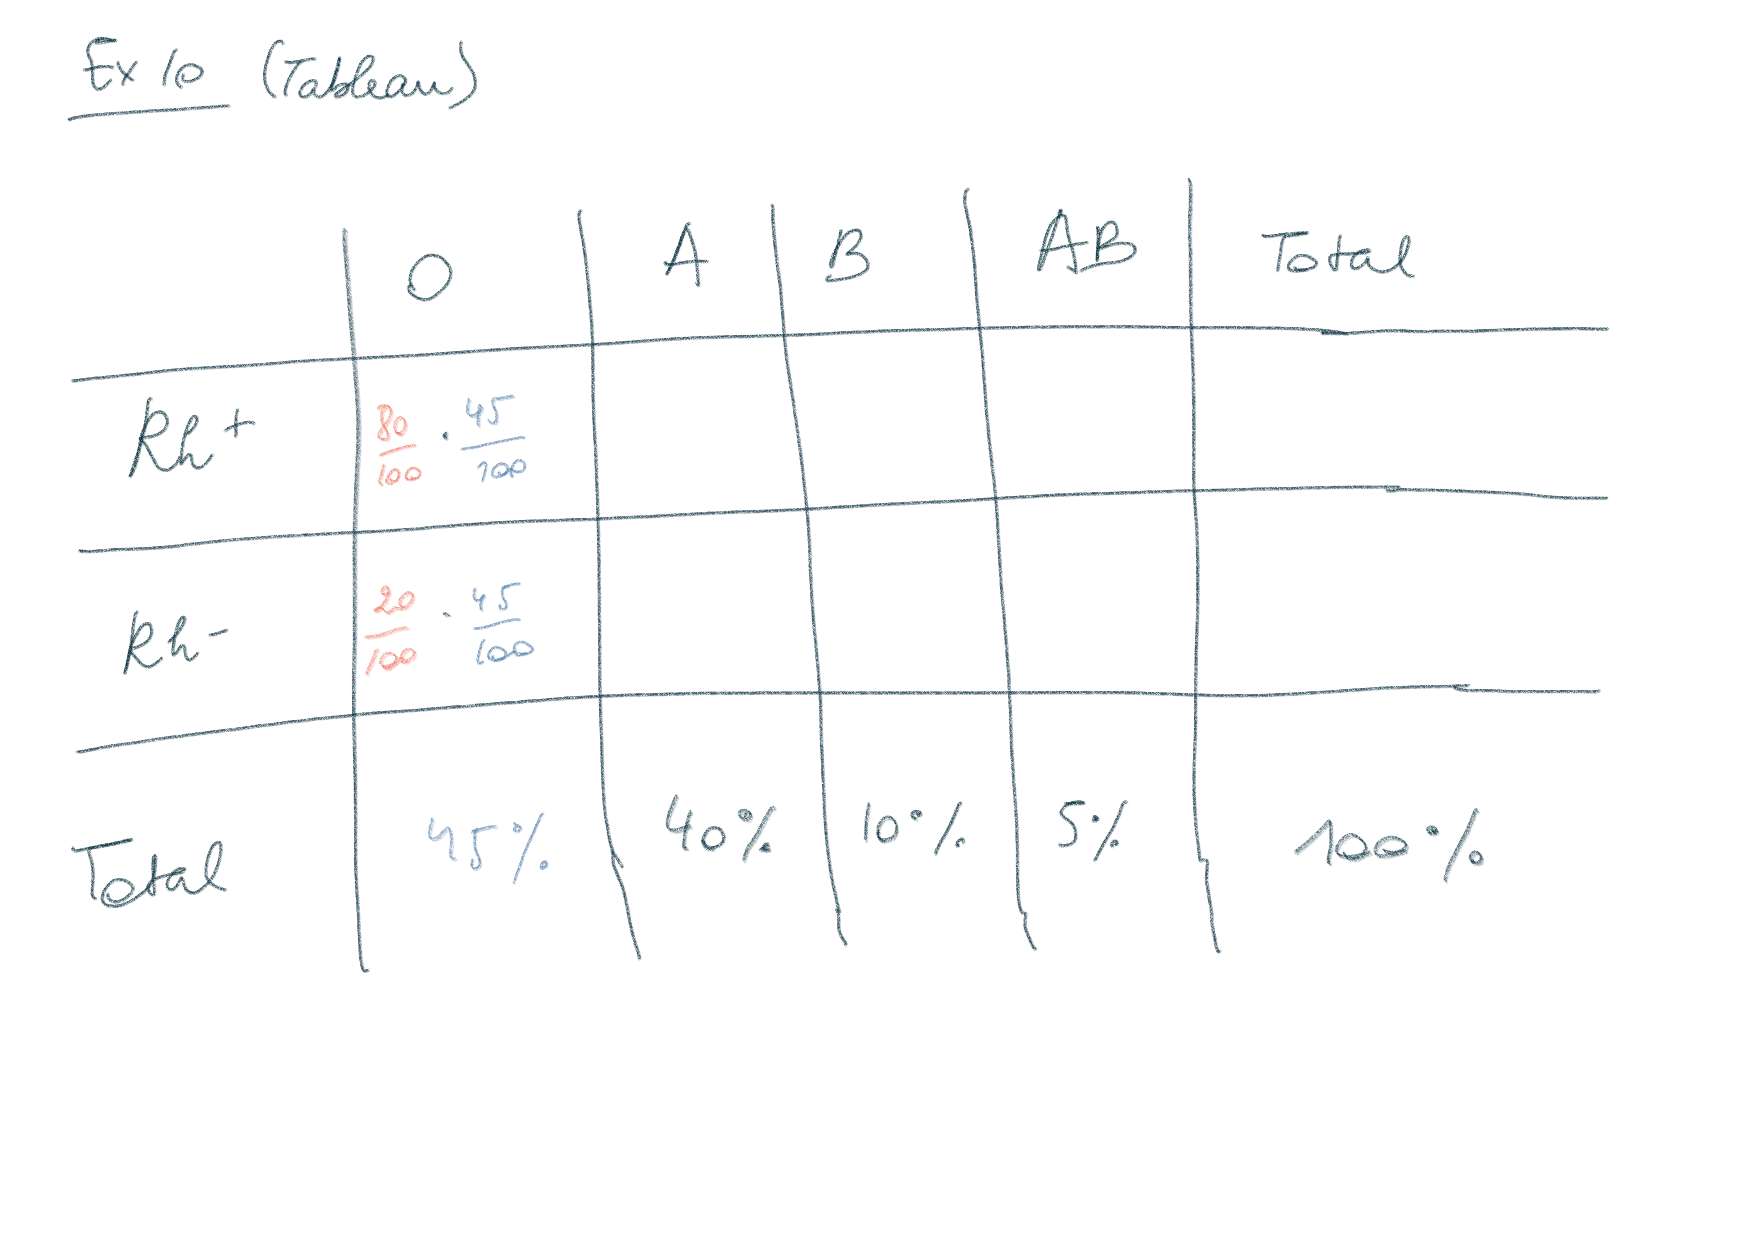 Ex 10 (Tableau)
O A B AB Total
Rh+ 80/100 · 45/100
Rh- 20/100 · 45/100
Total 45% 40% 10% 5% 100%